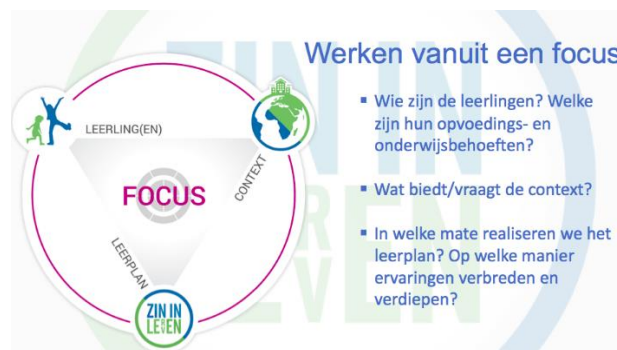 Werken vanuit een focus
LEERLING(EN)
CONTEXT
FOCUS
LEERPLAN
ZIN IN
LEREN
▪ Wie zijn de leerlingen? Welke
zijn hun opvoedings- en
onderwijsbehoeften?
▪ Wat biedt/vraagt de context?
▪ In welke mate realiseren we het
leerplan? Op welke manier
ervaringen verbreden en
verdiepen?